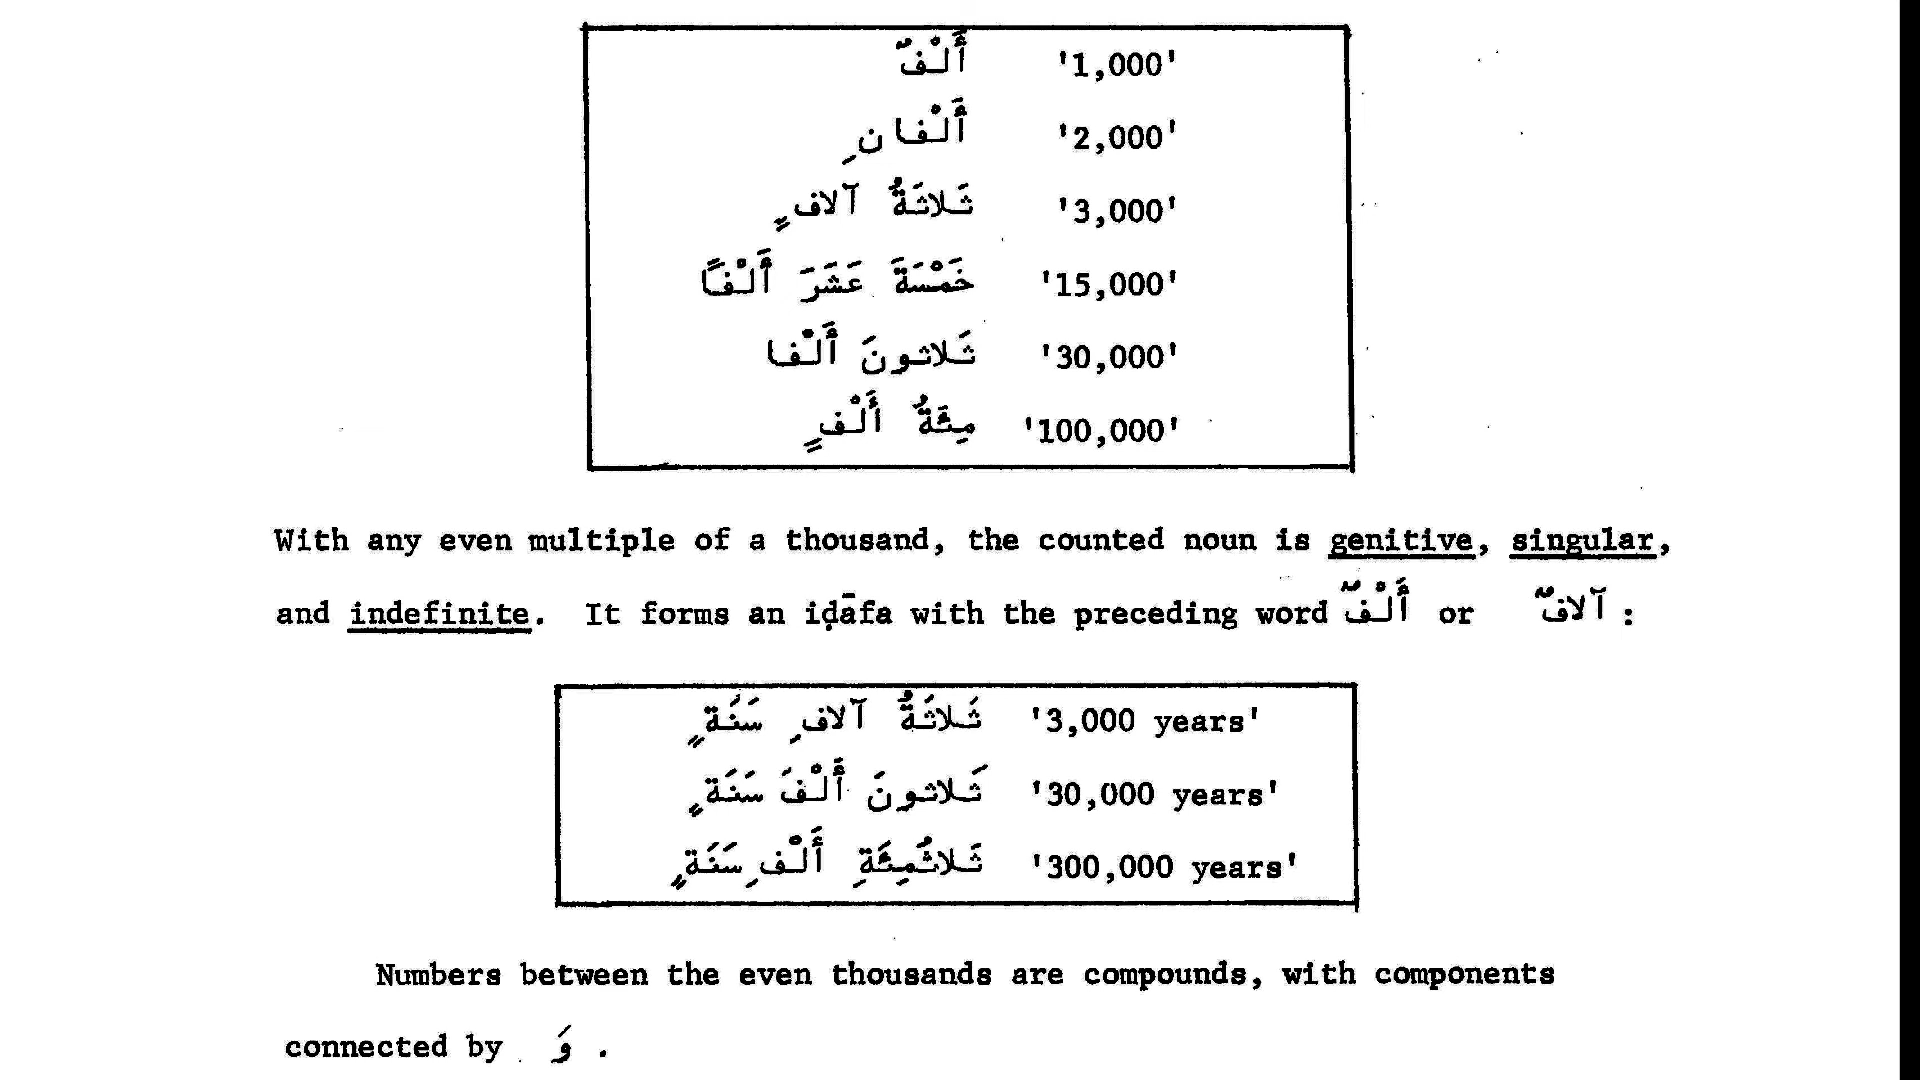 أَلْفٌ '1,000'
أَلْفانِ '2,000'
ثَلاثَةُ آلافٍ '3,000'
خَمْسَةَ عَشَرَ أَلْفًا '15,000'
ثَلاثونَ أَلْفا '30,000'
مِئَةُ أَلْفٍ '100,000'
With any even multiple of a thousand, the counted noun is genitive, singular,
and indefinite. It forms an iḍāfa with the preceding word أَلْفٌ or آلافٌ :
ثَلاثَةُ آلافِ سَنَةٍ '3,000 years'
ثَلاثونَ أَلْفَ سَنَةٍ '30,000 years'
ثَلاثُمِئَةِ أَلْفِ سَنَةٍ '300,000 years'
Numbers between the even thousands are compounds, with components
connected by وَ .